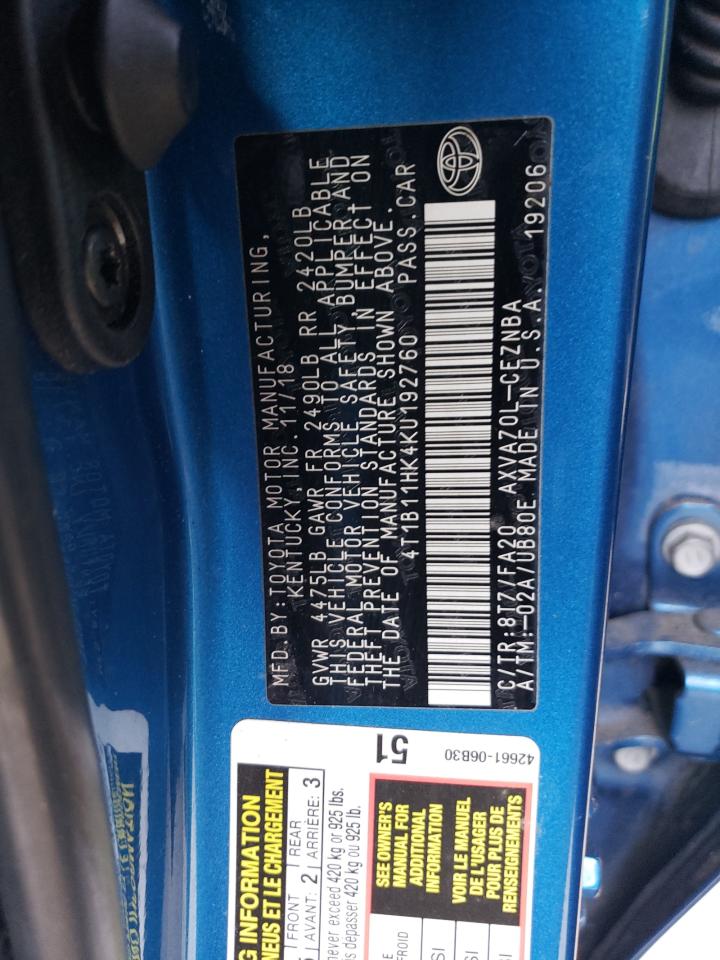 MFD.BY:TOYOTA MOTOR MANUFACTURING,
KENTUCKY,INC.11/18
GVWR 4475LB GAWR FR 2490LB RR 2420LB
THIS VEHICLE CONFORMS TO ALL APPLICABLE
FEDERAL MOTOR VEHICLE SAFETY,BUMPER,AND
THEFT PREVENTION STANDARDS IN EFFECT ON
THE DATE OF MANUFACTURE SHOWN ABOVE.
4T1B11HK4KU192760 PASS.CAR
C/TR:8TZ/FA20 AXVA70L-CEZNBA
A/TM:-02A/UB80E MADE IN U.S.A. 19206
INFORMATION
PNEUS ET LE CHARGEMENT
FRONT 2 REAR 3
AVANT: ARRIÈRE:
never exceed 420 kg or 925 lbs.
dépasser 420 kg ou 925 lb.
51
42661-06B30
SEE OWNER'S
MANUAL FOR
ADDITIONAL
INFORMATION
VOIR LE MANUEL
DE L'USAGER
POUR PLUS DE
RENSEIGNEMENTS
FROID